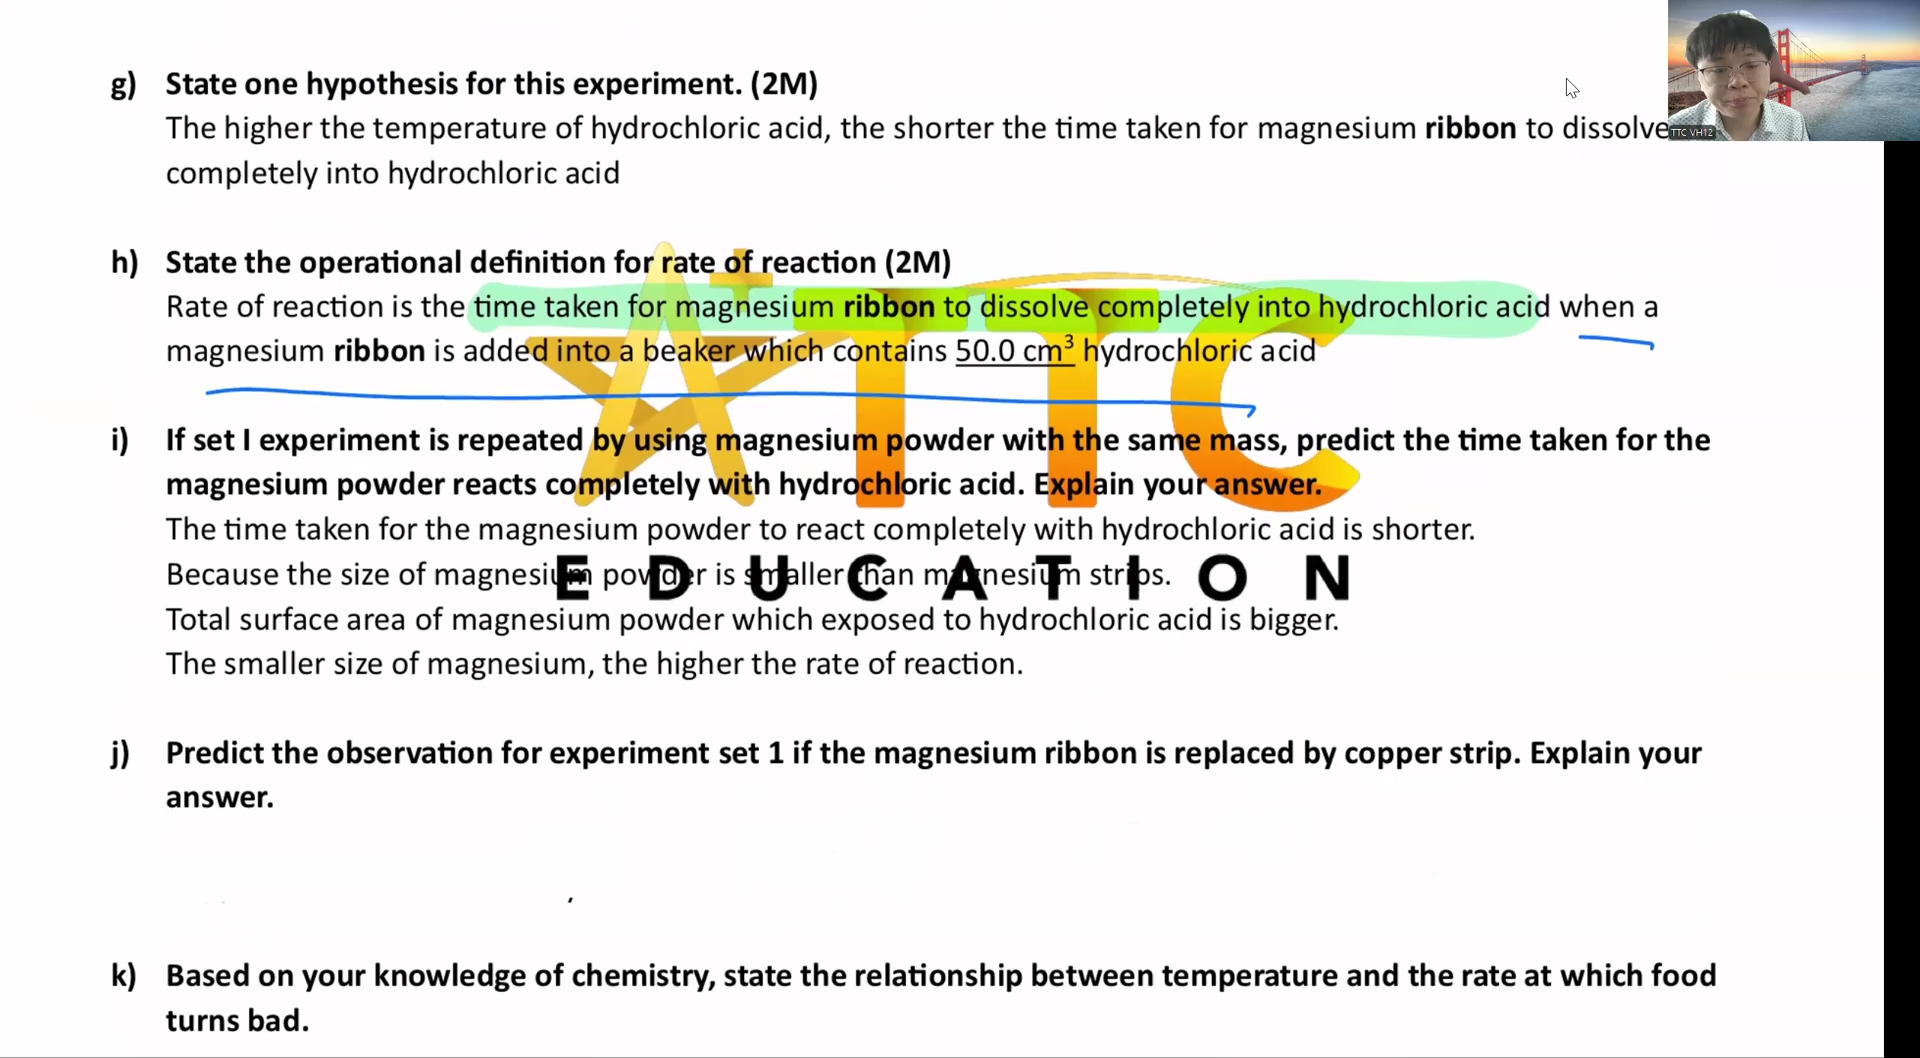 g) State one hypothesis for this experiment. (2M)
The higher the temperature of hydrochloric acid, the shorter the time taken for magnesium ribbon to dissolve
completely into hydrochloric acid
TTC VH12
h) State the operational definition for rate of reaction (2M)
Rate of reaction is the time taken for magnesium ribbon to dissolve completely into hydrochloric acid when a
magnesium ribbon is added into a beaker which contains 50.0 cm³ hydrochloric acid
A+ TTC
EDUCATION
i) If set I experiment is repeated by using magnesium powder with the same mass, predict the time taken for the
magnesium powder reacts completely with hydrochloric acid. Explain your answer.
The time taken for the magnesium powder to react completely with hydrochloric acid is shorter.
Because the size of magnesium powder is smaller than magnesium strips.
Total surface area of magnesium powder which exposed to hydrochloric acid is bigger.
The smaller size of magnesium, the higher the rate of reaction.
j) Predict the observation for experiment set 1 if the magnesium ribbon is replaced by copper strip. Explain your
answer.
k) Based on your knowledge of chemistry, state the relationship between temperature and the rate at which food
turns bad.